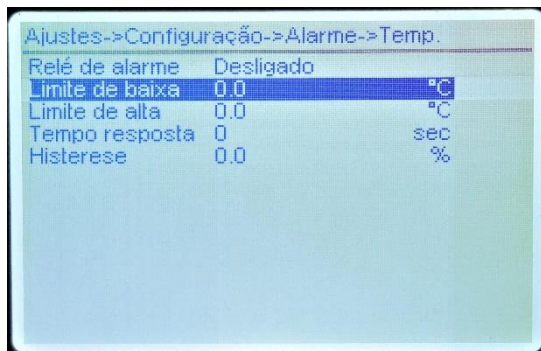 Ajustes->Configuração->Alarme->Temp.
Relé de alarme Desligado
Limite de baixa 0.0 °C
Limite de alta 0.0 °C
Tempo resposta 0 sec
Histerese 0.0 %